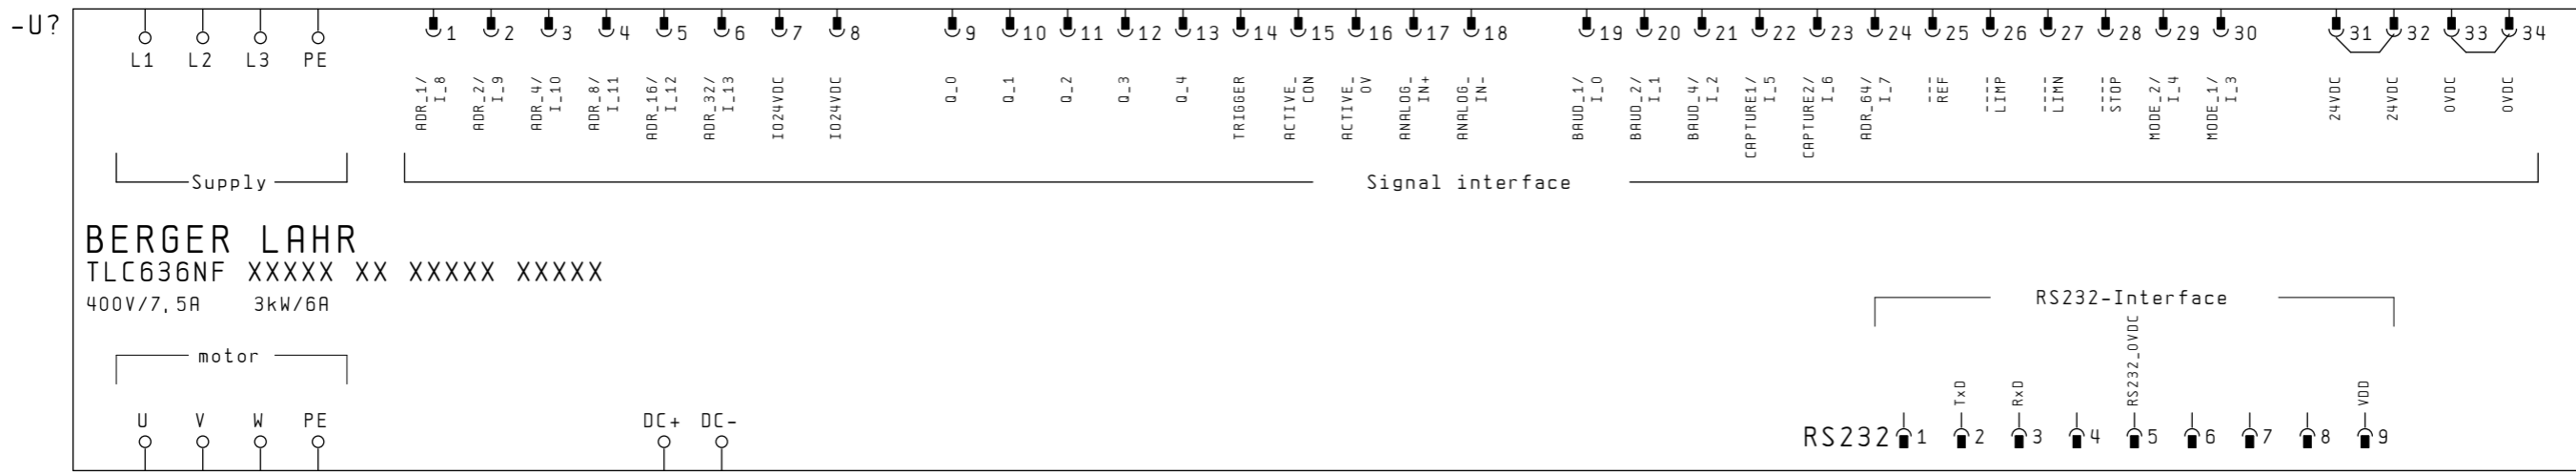 -U?
L1 L2 L3 PE
1 2 3 4 5 6 7 8 9 10 11 12 13 14 15 16 17 18 19 20 21 22 23 24 25 26 27 28 29 30 31 32 33 34
ADR_1/
I_8
ADR_2/
I_9
ADR_4/
I_10
ADR_8/
I_11
ADR_16/
I_12
ADR_32/
I_13
IO24VDC
IO24VDC
Q_0
Q_1
Q_2
Q_3
Q_4
TRIGGER
ACTIVE_
CON
ACTIVE_
0V
ANALOG_
IN+
ANALOG_
IN-
BAUD_1/
I_0
BAUD_2/
I_1
BAUD_4/
I_2
CAPTURE1/
I_5
CAPTURE2/
I_6
ADR_64/
I_7
---
REF
----
LIMP
----
LIMN
----
STOP
MODE_2/
I_4
MODE_1/
I_3
24VDC
24VDC
0VDC
0VDC
Supply
Signal interface
BERGER LAHR
TLC636NF XXXXX XX XXXXX XXXXX
400V/7,5A 3kW/6A
RS232-Interface
motor
TxD
RxD
RS232_0VDC
VDD
U V W PE DC+ DC-
RS232 1 2 3 4 5 6 7 8 9